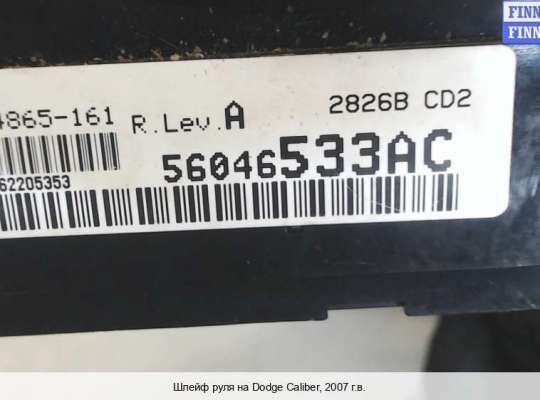 FINN
FINN
4865-161 R.Lev.A 2826B CD2
56046533AC
62205353
Шлейф руля на Dodge Caliber, 2007 г.в.